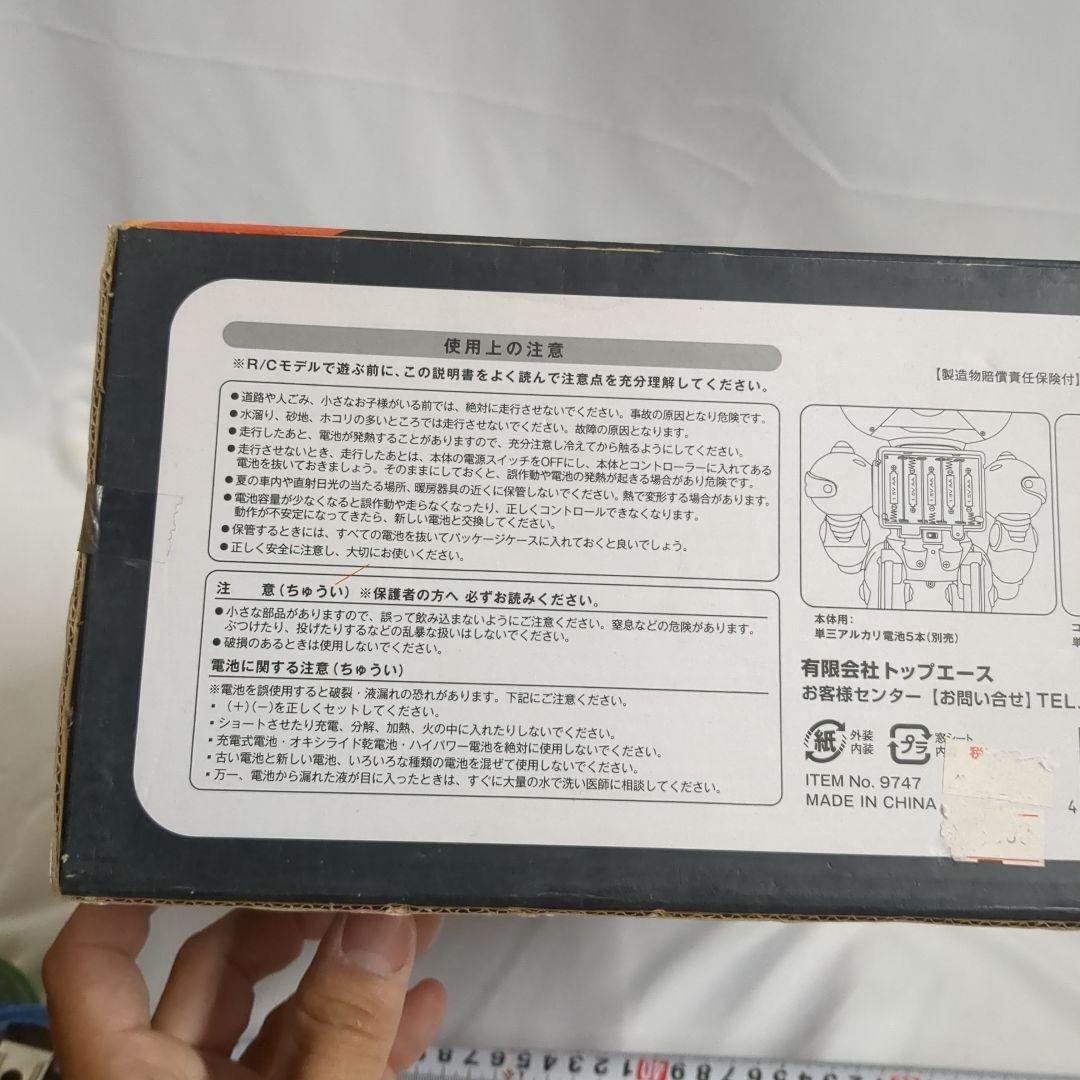 使用上の注意
※R/Cモデルで遊ぶ前に、この説明書をよく読んで注意点を充分理解してください。
●道路や人ごみ、小さなお子様がいる前では、絶対に走行させないでください。事故の原因となり危険です。
●水溜り、砂地、ホコリの多いところでは走行させないでください。故障の原因となります。
●走行したあと、電池が発熱することがありますので、充分注意し冷えてから触るようにしてください。
●走行させないとき、走行したあとは、本体の電源スイッチをOFFにし、本体とコントローラーに入れてある
電池を抜いておきましょう。そのままにしておくと、誤作動や電池の発熱が起きる場合があり危険です。
●夏の車内や直射日光の当たる場所、暖房器具の近くに保管しないでください。熱で変形する場合があります。
●電池容量が少なくなると誤作動や走らなくなったり、正しくコントロールできなくなります。
動作が不安定になってきたら、新しい電池と交換してください。
●保管するときには、すべての電池を抜いてパッケージケースに入れておくと良いでしょう。
●正しく安全に注意し、大切にお使いください。
注 意(ちゅうい) ※保護者の方へ 必ずお読みください。
●小さな部品がありますので、誤って飲み込まないようにご注意ください。窒息などの危険があります。
ぶつけたり、投げたりするなどの乱暴な扱いはしないでください。
●破損のあるときは使用しないでください。
電池に関する注意(ちゅうい)
※電池を誤使用すると破裂・液漏れの恐れがあります。下記にご注意ください。
▪(+)(−)を正しくセットしてください。
▪ショートさせたり充電、分解、加熱、火の中に入れたりしないでください。
▪充電式電池・オキシライド乾電池・ハイパワー電池を絶対に使用しないでください。
▪古い電池と新しい電池、いろいろな種類の電池を混ぜて使用しないでください。
▪万一、電池から漏れた液が目に入ったときは、すぐに大量の水で洗い医師に相談してください。
【製造物賠償責任保険付】
1.5V AA
1.5V AA
1.5V AA
1.5V AA
本体用:
単三アルカリ電池5本(別売)
有限会社トップエース
お客様センター【お問い合せ】TEL.
紙
外装
内装
プラ
窓シート
内
税
ITEM No. 9747
MADE IN CHINA
4